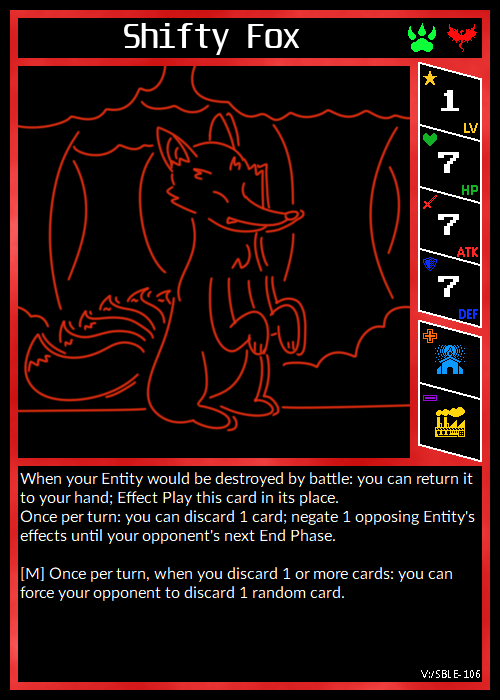 Shifty Fox
1
LV
7
HP
7
ATK
7
DEF
When your Entity would be destroyed by battle: you can return it
to your hand; Effect Play this card in its place.
Once per turn: you can discard 1 card; negate 1 opposing Entity's
effects until your opponent's next End Phase.
[M] Once per turn, when you discard 1 or more cards: you can
force your opponent to discard 1 random card.
V:/SBLE-106